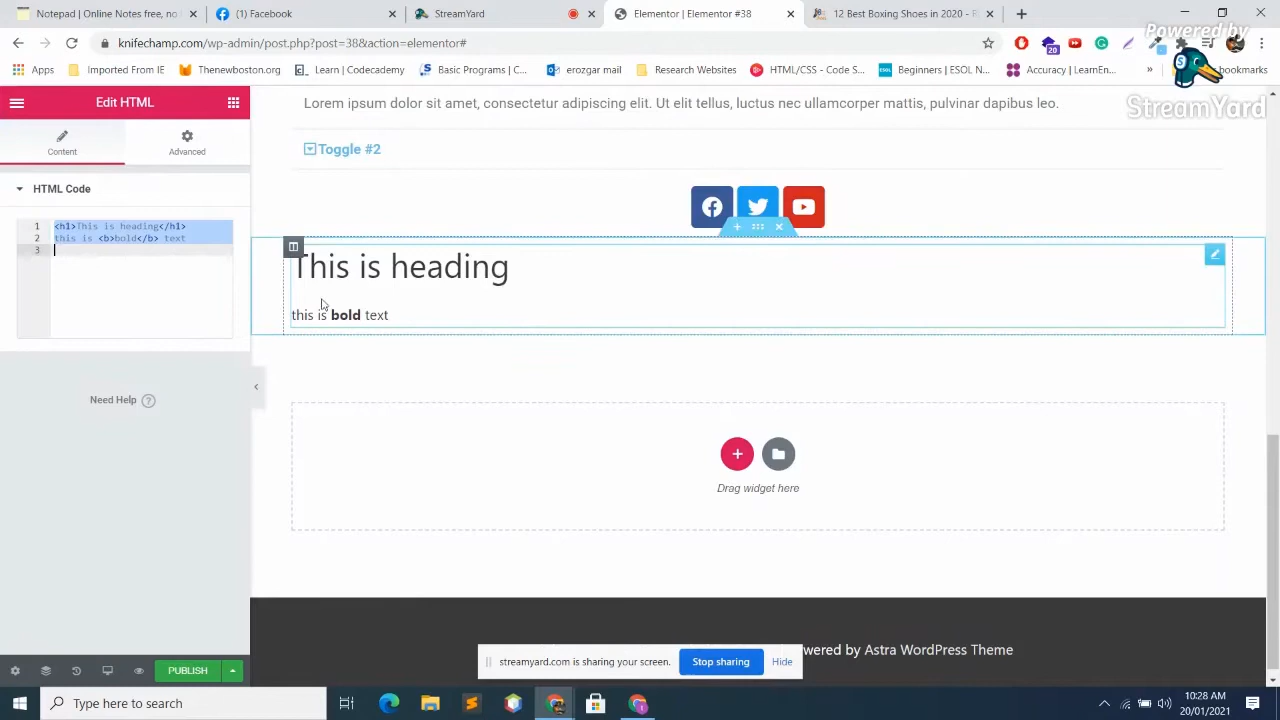 Notepad | Online Notes free, no
(1) Facebook
StreamYard
Elementor | Elementor #38
12 Best Boxing Shoes in 2020 - R
knifechamp.com/wp-admin/post.php?post=38&action=elementor#
20
Powered by
Apps
Imported From IE
Thenewboston.org
Learn | Codecademy
Basic Programs C...
erozgar mail
Research Websites
HTML/CSS - Code S...
Beginners | ESOL N...
Accuracy | LearnEn...
»
bookmarks
StreamYard
Edit HTML
Content
Advanced
HTML Code
1 <h1>This is heading</h1>
2 this is <b>bold</b> text
3
Need Help
PUBLISH
Lorem ipsum dolor sit amet, consectetur adipiscing elit. Ut elit tellus, luctus nec ullamcorper mattis, pulvinar dapibus leo.
Toggle #2
This is heading
this is bold text
Drag widget here
wered by Astra WordPress Theme
streamyard.com is sharing your screen.
Stop sharing
Hide
Type here to search
10:28 AM
20/01/2021